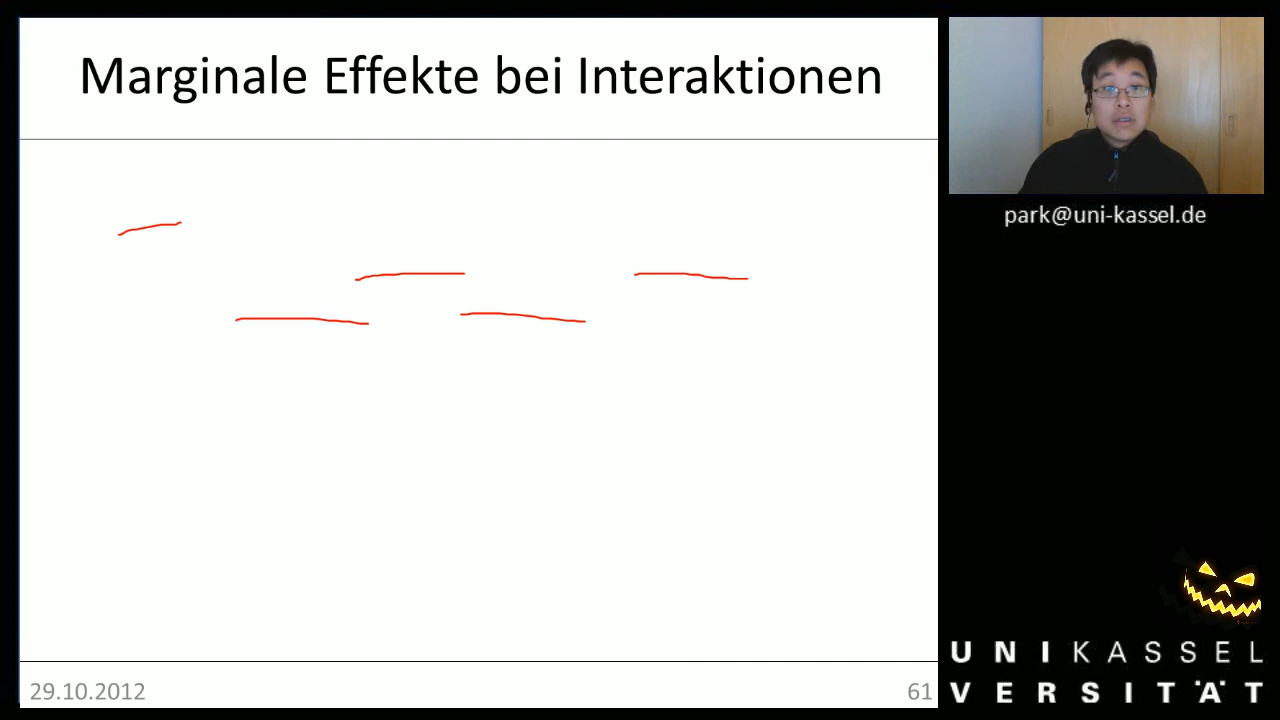 Marginale Effekte bei Interaktionen
park@uni-kassel.de
UNIKASSEL
VERSITÄT
29.10.2012
61